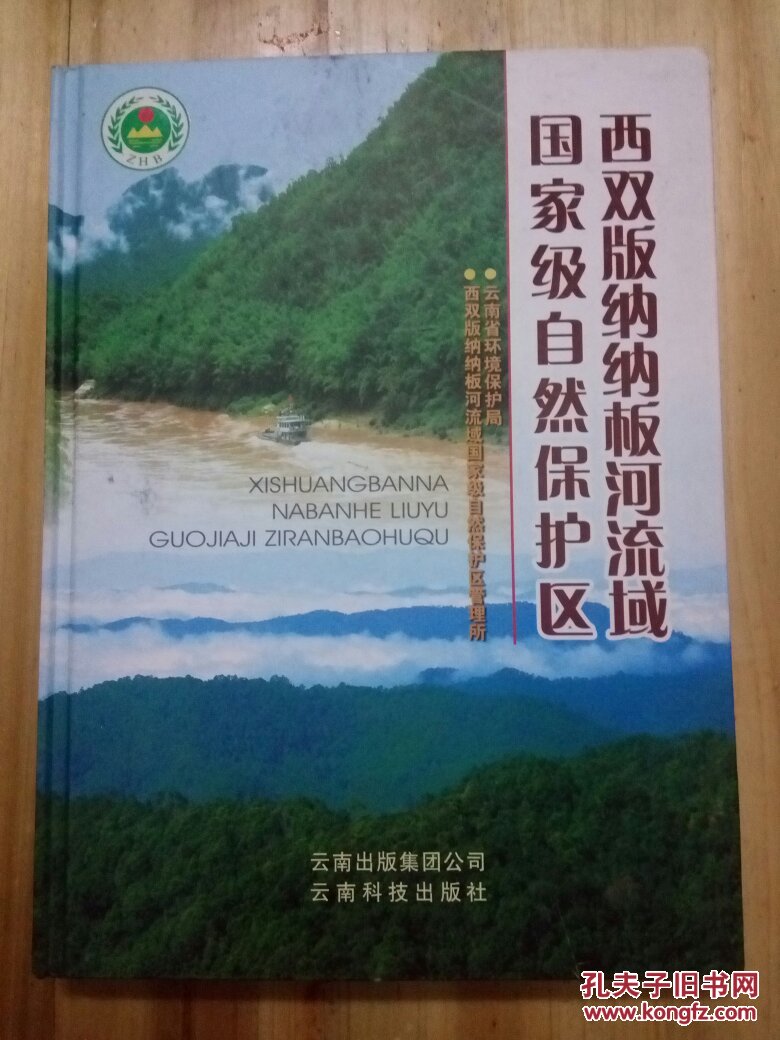 西双版纳纳板河流域
国家级自然保护区
云南省环境保护局
西双版纳纳板河流域国家级自然保护区管理所
ZHB
XISHUANGBANNA
NABANHE LIUYU
GUOJIAJI ZIRANBAOHUQU
云南出版集团公司
云南科技出版社
孔夫子旧书网
www.kongfz.com